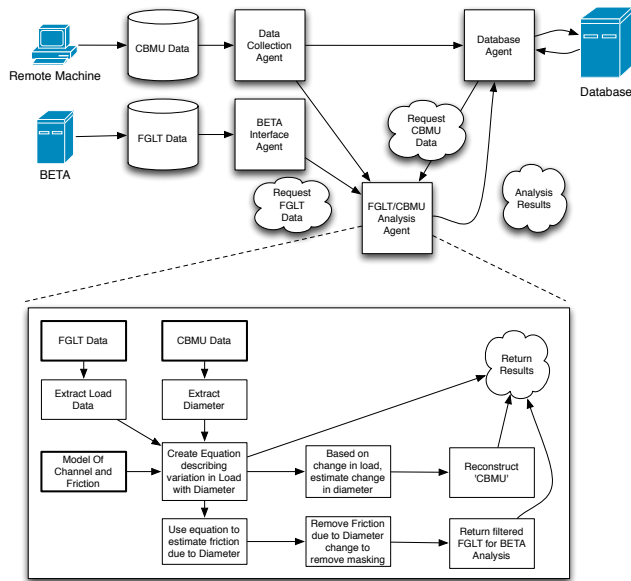 Remote Machine
CBMU Data
Data
Collection
Agent
Database
Agent
Database
BETA
FGLT Data
BETA
Interface
Agent
Request
CBMU
Data
Request
FGLT
Data
FGLT/CBMU
Analysis
Agent
Analysis
Results
FGLT Data
CBMU Data
Return
Results
Extract Load
Data
Extract
Diameter
Model Of
Channel and
Friction
Create Equation
describing
variation in Load
with Diameter
Based on
change in load,
estimate change
in diameter
Reconstruct
'CBMU'
Use equation to
estimate friction
due to Diameter
Remove Friction
due to Diameter
change to
remove masking
Return filtered
FGLT for BETA
Analysis